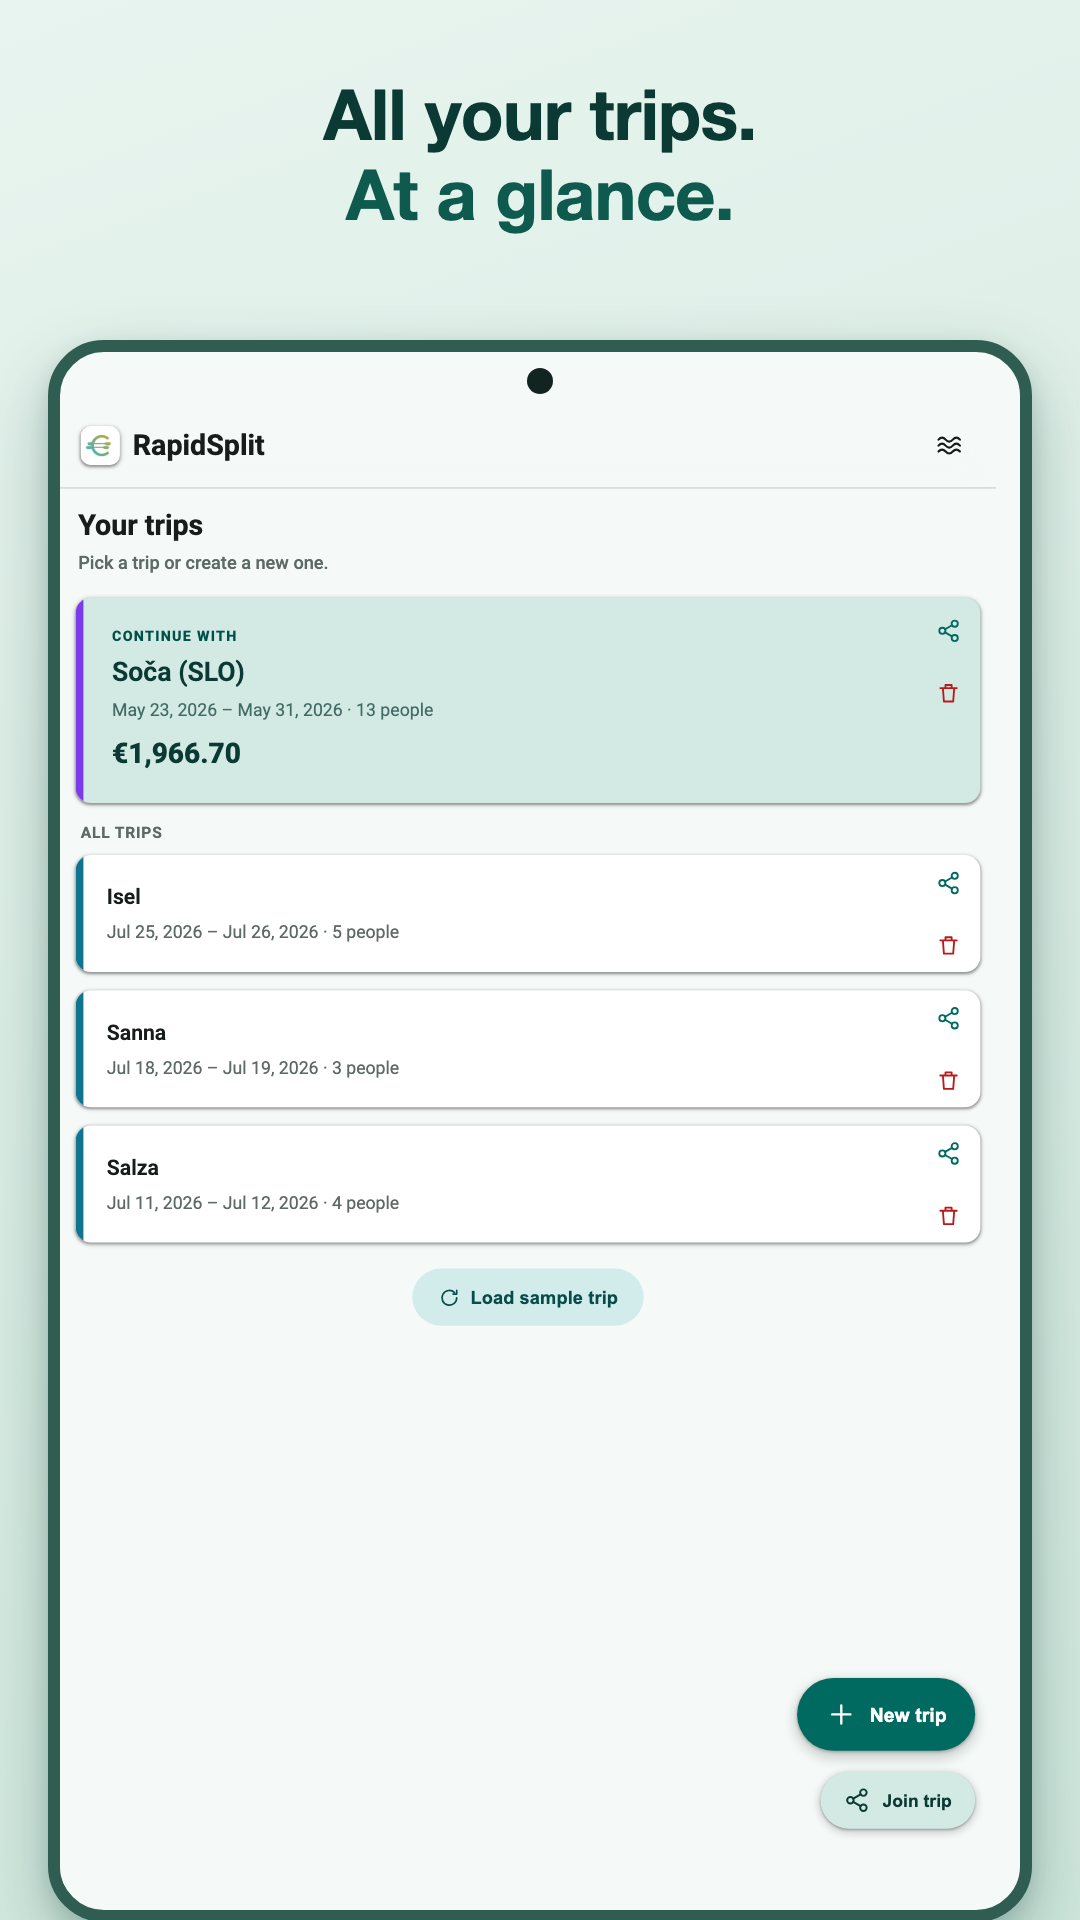 All your trips.
At a glance.
RapidSplit
Your trips
Pick a trip or create a new one.
CONTINUE WITH
Soča (SLO)
May 23, 2026 – May 31, 2026 · 13 people
€1,966.70
ALL TRIPS
Isel
Jul 25, 2026 – Jul 26, 2026 · 5 people
Sanna
Jul 18, 2026 – Jul 19, 2026 · 3 people
Salza
Jul 11, 2026 – Jul 12, 2026 · 4 people
Load sample trip
New trip
Join trip